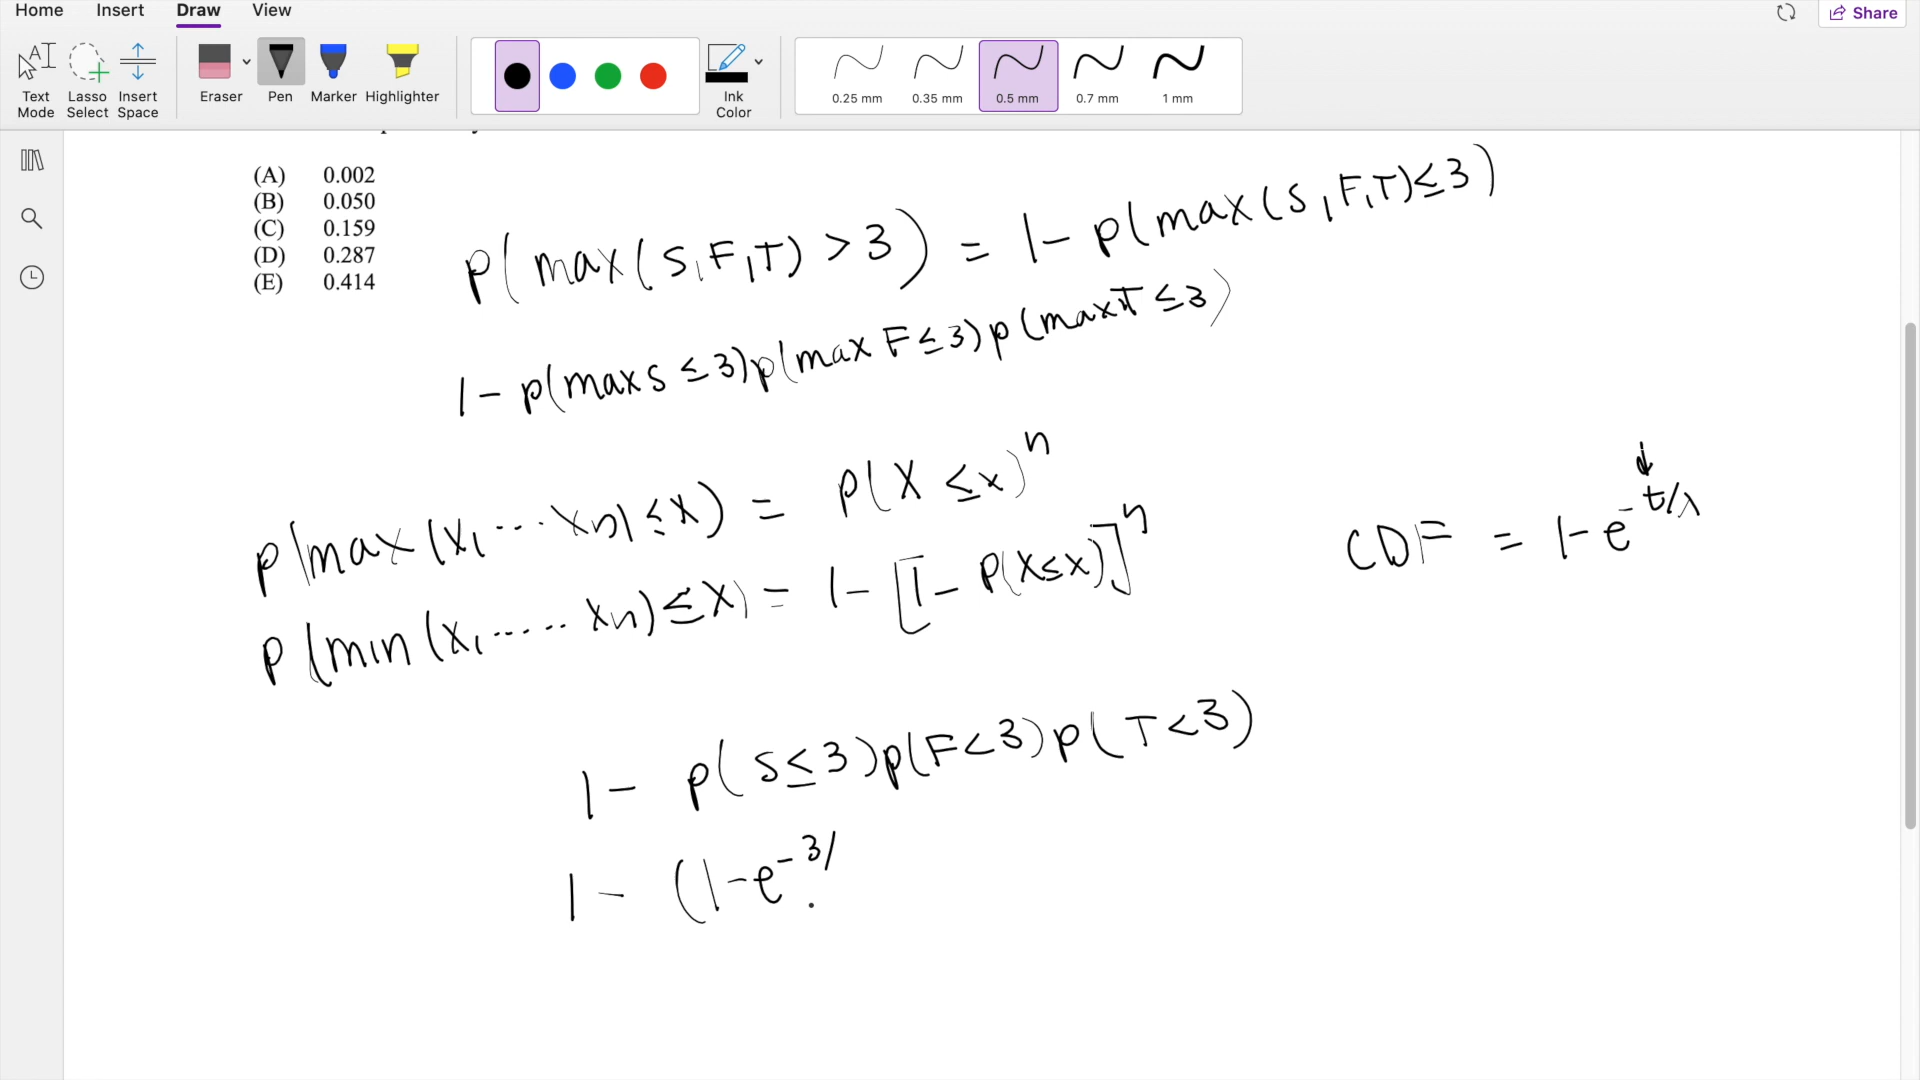 Home Insert Draw View Share
AI
Text Mode Lasso Select Insert Space Eraser Pen Marker Highlighter Ink Color 0.25 mm 0.35 mm 0.5 mm 0.7 mm 1 mm
(A) 0.002
(B) 0.050
(C) 0.159
(D) 0.287
(E) 0.414
p(max(S,F,T) > 3) = 1 - p(max(S,F,T) ≤ 3)
1 - p(max S ≤ 3) p(max F ≤ 3) p(max T ≤ 3)
p(max(X1 ... Xn) ≤ X) = p(X ≤ x)^n
p(min(X1 ..... Xn) ≤ X) = 1 - [1 - p(X ≤ x)]^n
CDF = 1 - e^-t/λ
1 - p(S ≤ 3) p(F < 3) p(T < 3)
1 - (1 - e^-3/